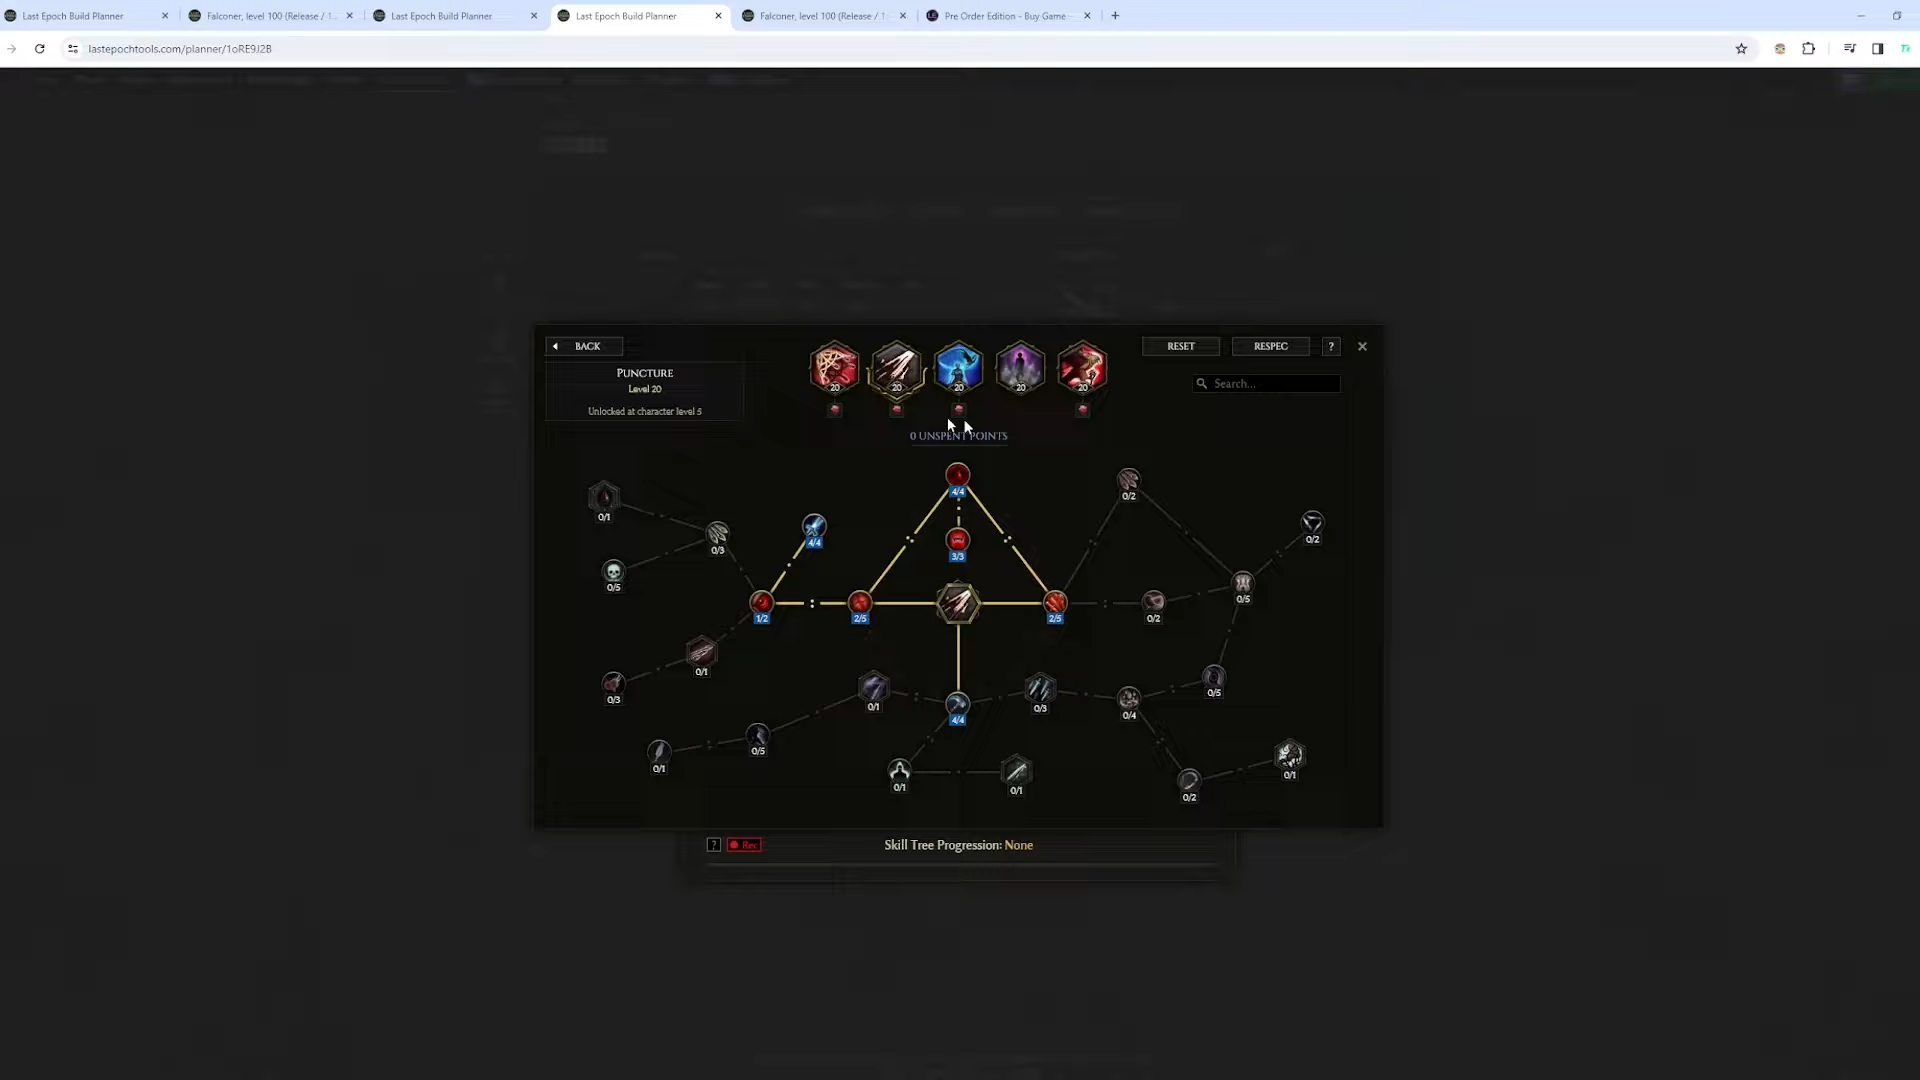 Last Epoch Build Planner
Falconer, level 100 (Release / 1
Last Epoch Build Planner
Last Epoch Build Planner
Falconer, level 100 (Release / 1:
Pre Order Edition - Buy Game
lastepochtools.com/planner/1oRE9J2B
BACK
RESET
RESPEC
?
PUNCTURE
Level 20
Unlocked at character level 5
20
20
20
20
20
Search...
0 UNSPENT POINTS
4/4
0/2
0/1
0/3
4/4
3/3
0/2
0/5
0/5
1/2
2/5
2/5
0/2
0/1
0/3
0/1
4/4
0/3
0/4
0/5
0/1
0/5
0/1
0/1
0/2
0/1
?
Rec
Skill Tree Progression: None